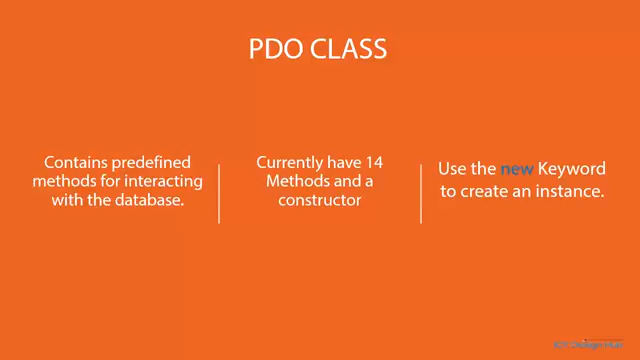 PDO CLASS
Contains predefined
methods for interacting
with the database.
Currently have 14
Methods and a
constructor
Use the new Keyword
to create an instance.